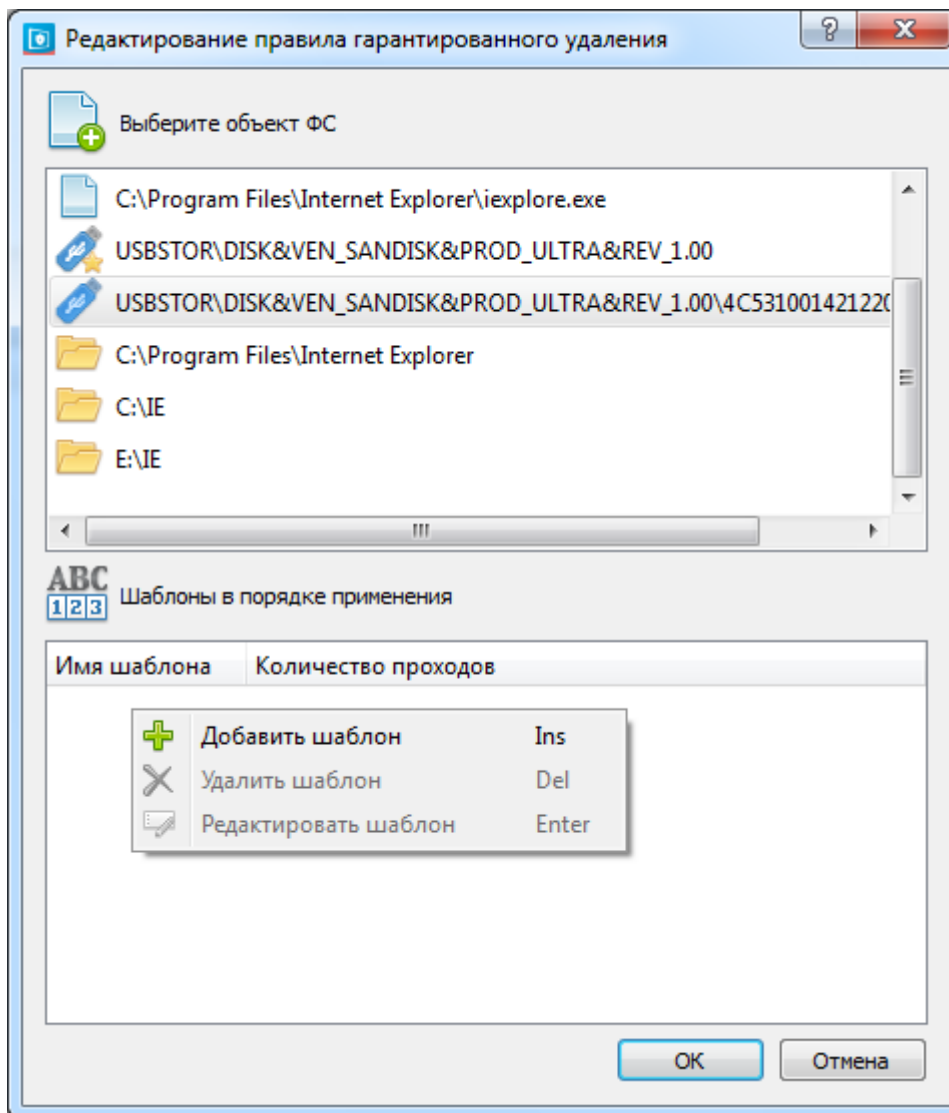 Редактирование правила гарантированного удаления
Выберите объект ФС
C:\Program Files\Internet Explorer\iexplore.exe
USBSTOR\DISK&VEN_SANDISK&PROD_ULTRA&REV_1.00
USBSTOR\DISK&VEN_SANDISK&PROD_ULTRA&REV_1.00\4C531001421220
C:\Program Files\Internet Explorer
C:\IE
E:\IE
ABC
123
Шаблоны в порядке применения
Имя шаблона Количество проходов
Добавить шаблон Ins
Удалить шаблон Del
Редактировать шаблон Enter
OK Отмена